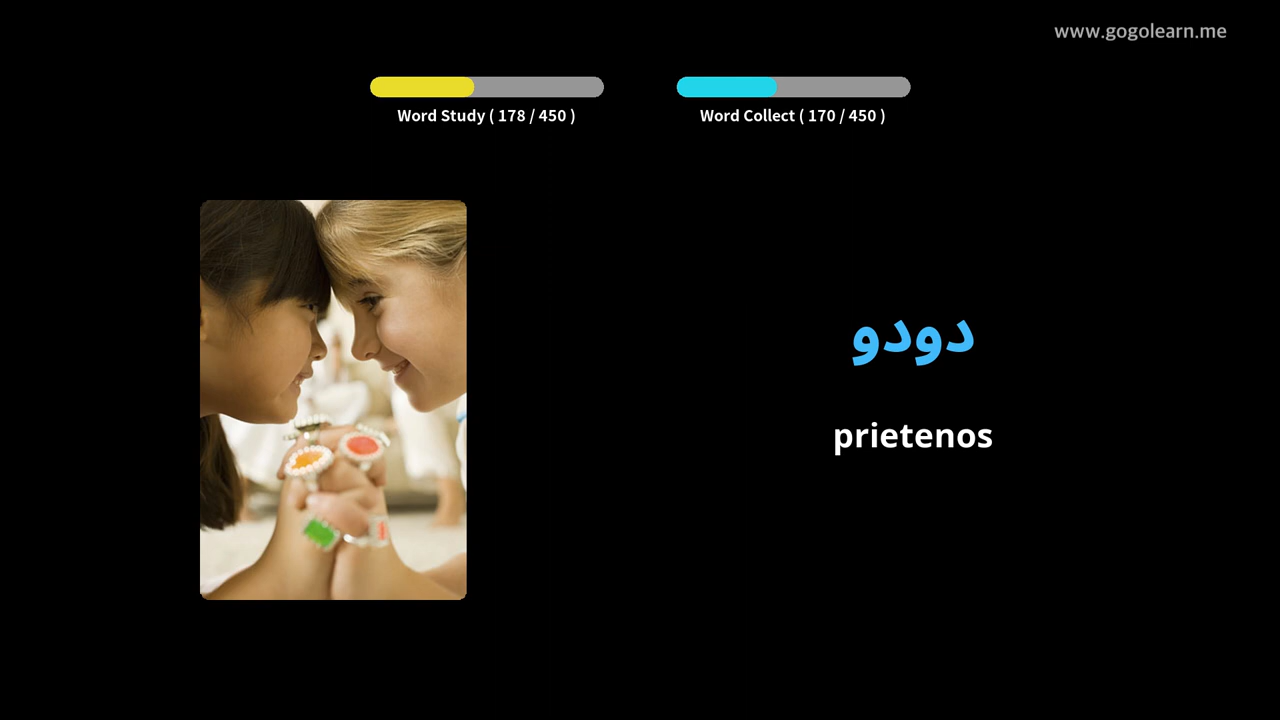 www.gogolearn.me
Word Study ( 178 / 450 )
Word Collect ( 170 / 450 )
دودو
prietenos